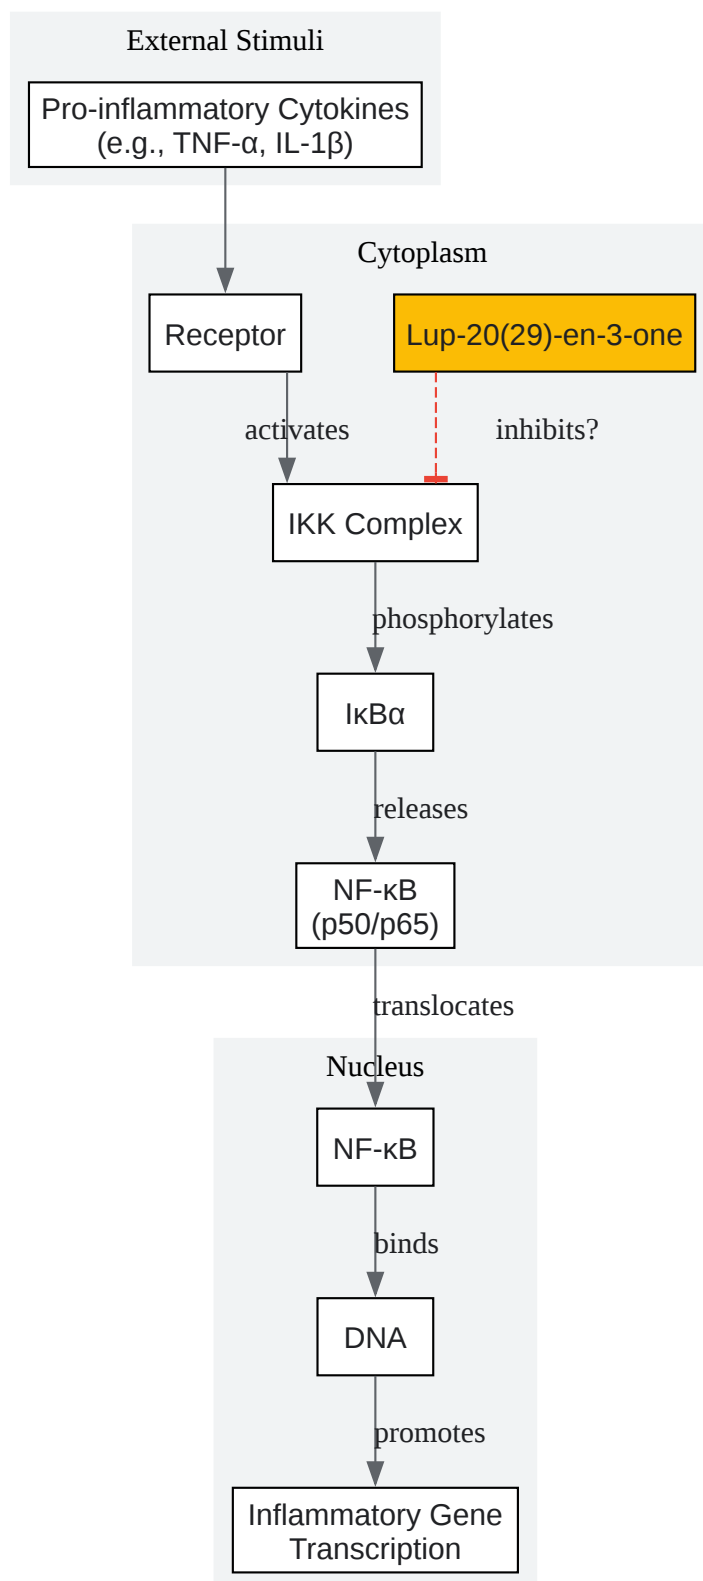 External Stimuli
Pro-inflammatory Cytokines
(e.g., TNF-α, IL-1β)
Cytoplasm
Receptor
Lup-20(29)-en-3-one
activates
inhibits?
IKK Complex
phosphorylates
IκBα
releases
NF-κB
(p50/p65)
translocates
Nucleus
NF-κB
binds
DNA
promotes
Inflammatory Gene
Transcription